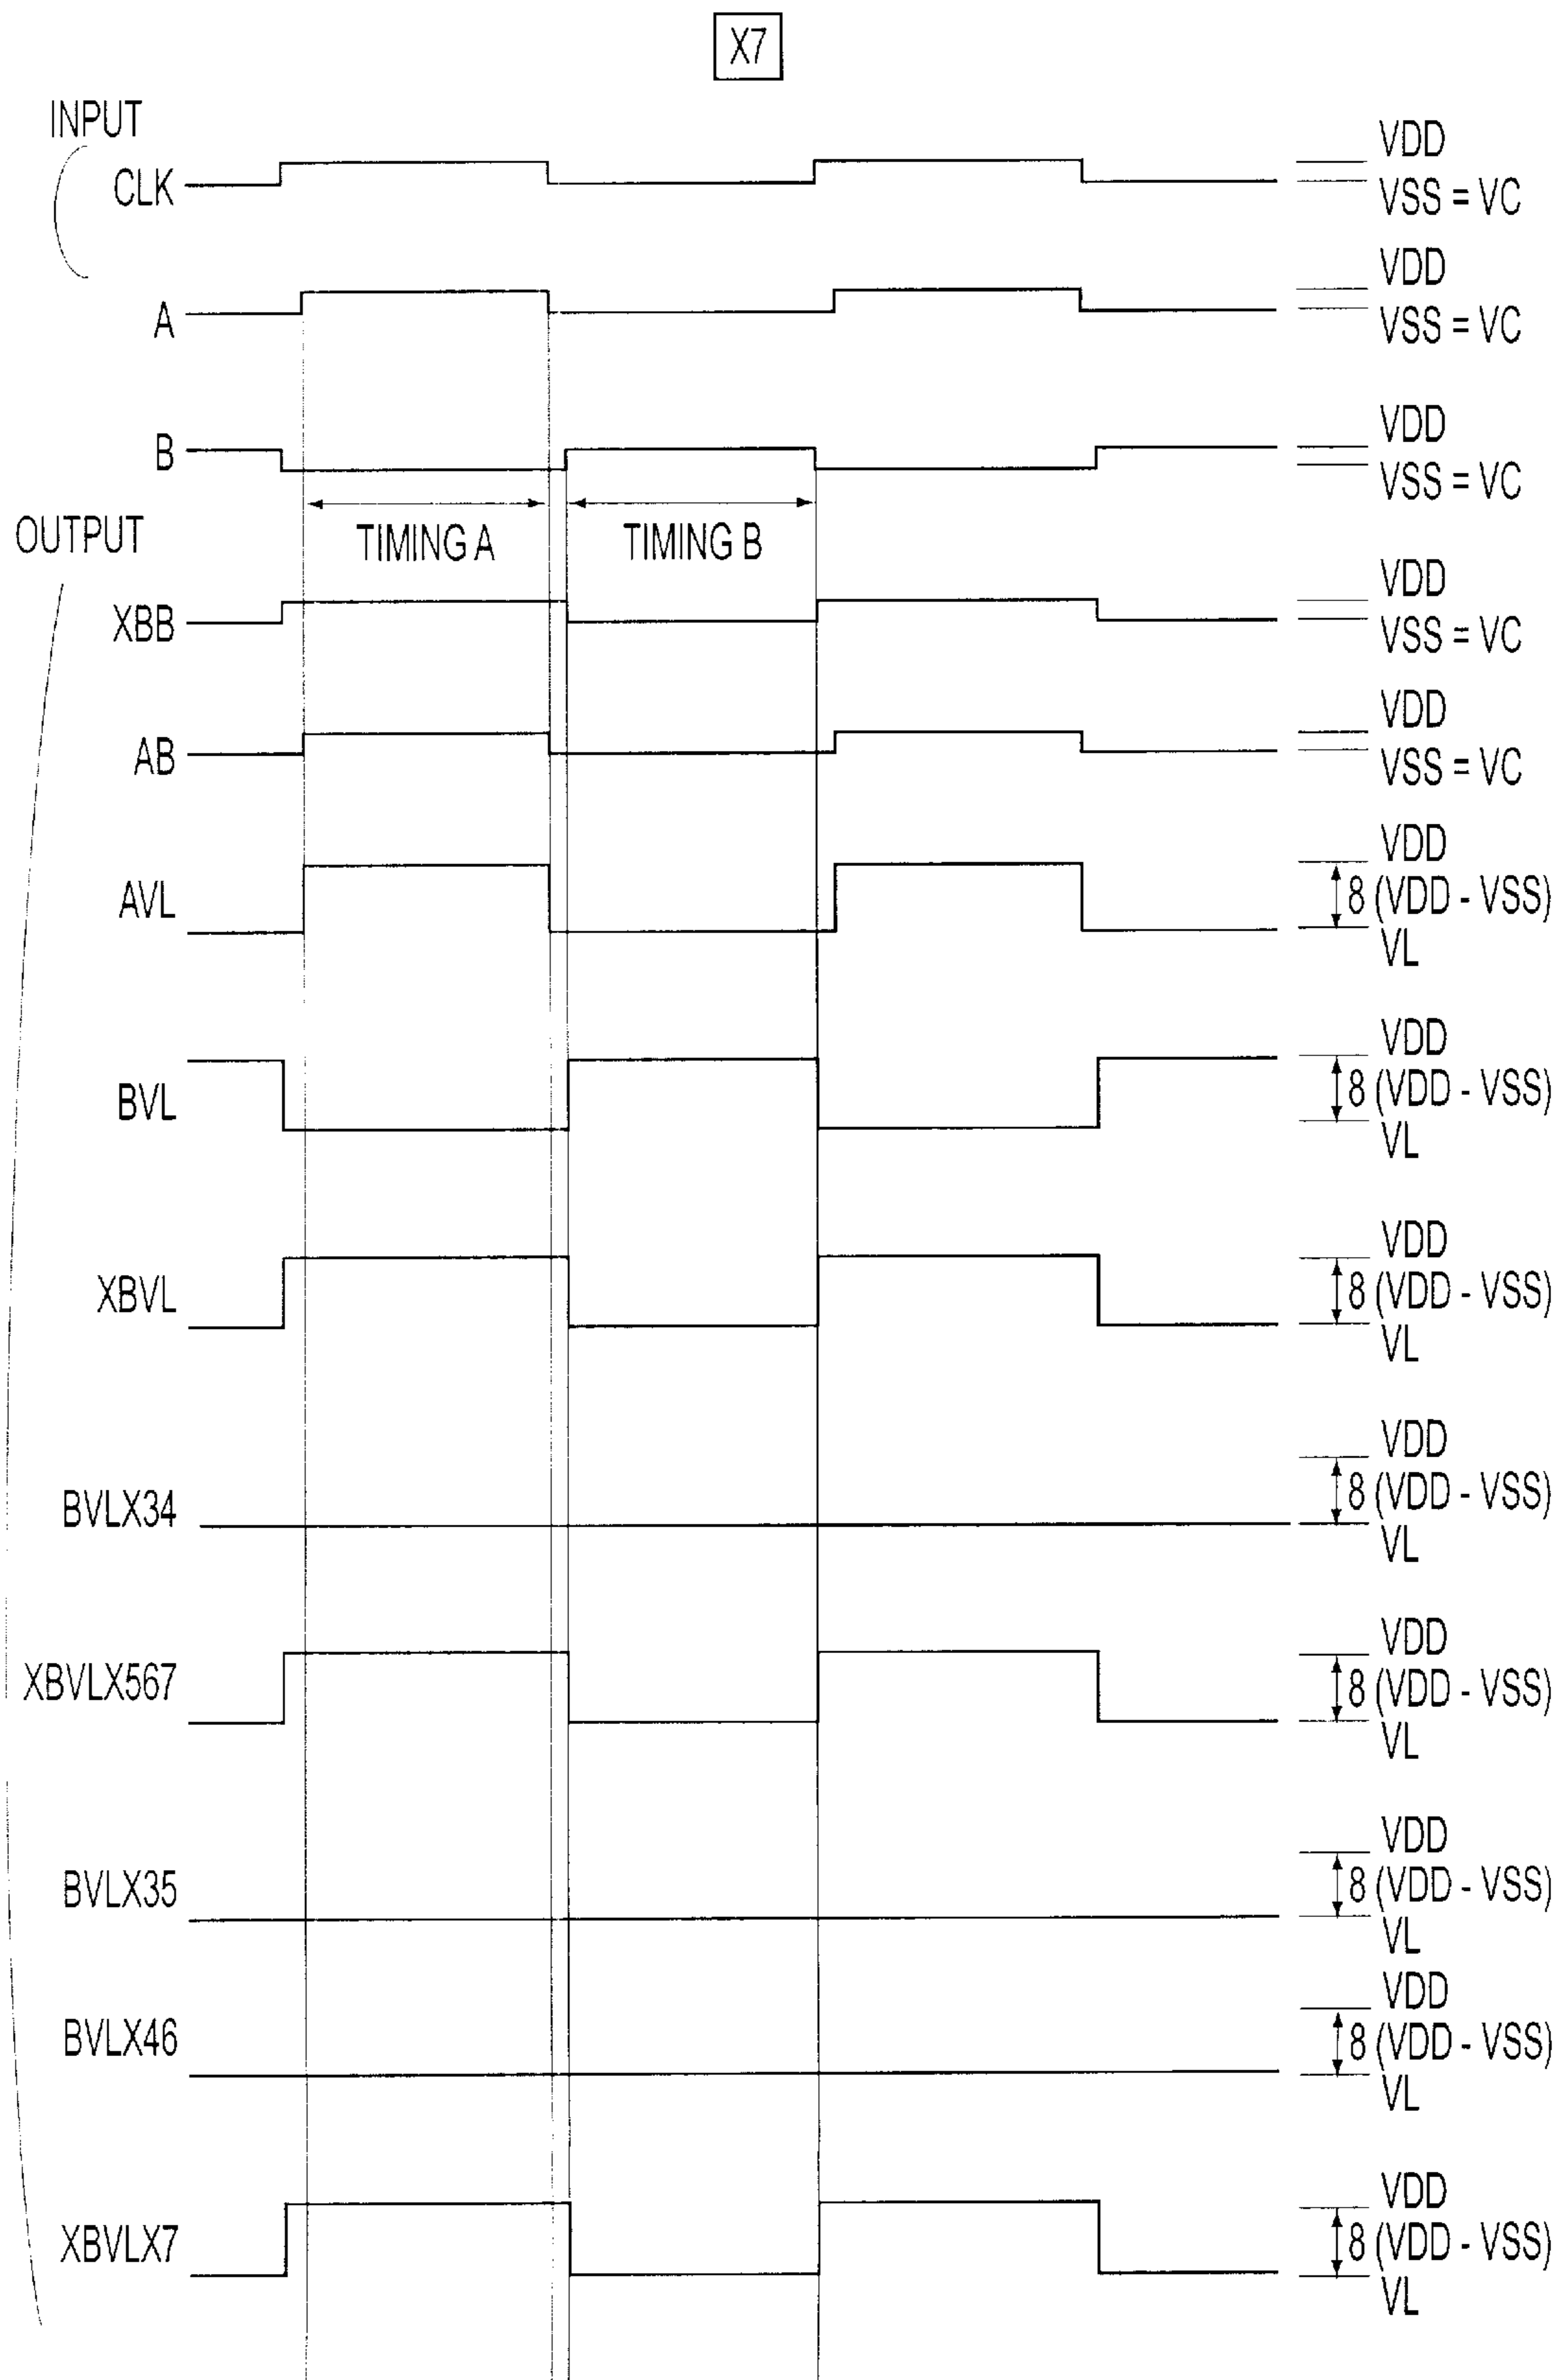 X7
INPUT
CLK
VDD
VSS = VC
A
VDD
VSS = VC
B
VDD
VSS = VC
TIMING A
TIMING B
OUTPUT
XBB
VDD
VSS = VC
AB
VDD
VSS = VC
AVL
VDD
8 (VDD - VSS)
VL
BVL
VDD
8 (VDD - VSS)
VL
XBVL
VDD
8 (VDD - VSS)
VL
BVLX34
VDD
8 (VDD - VSS)
VL
XBVLX567
VDD
8 (VDD - VSS)
VL
BVLX35
VDD
8 (VDD - VSS)
VL
BVLX46
VDD
8 (VDD - VSS)
VL
XBVLX7
VDD
8 (VDD - VSS)
VL